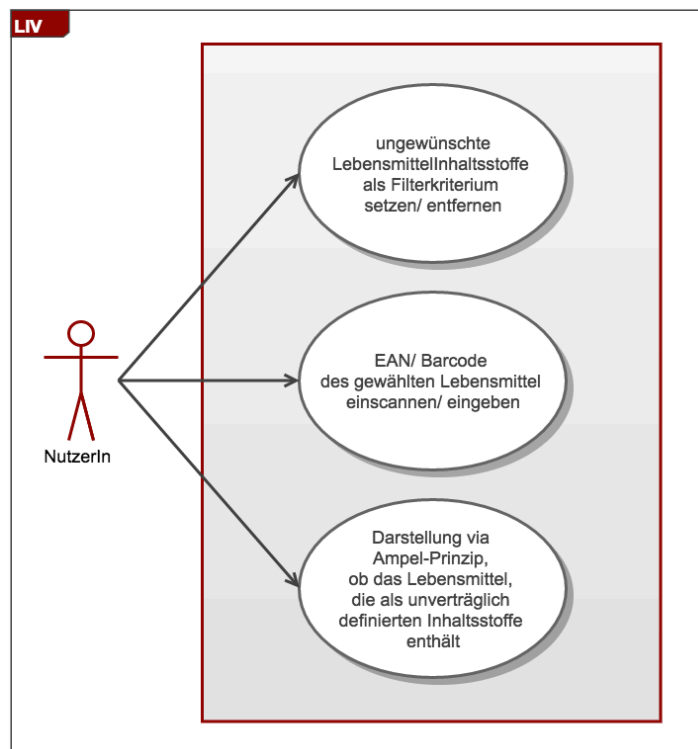 LIV
ungewünschte
LebensmittelInhaltsstoffe
als Filterkriterium
setzen/ entfernen
EAN/ Barcode
des gewählten Lebensmittel
einscannen/ eingeben
NutzerIn
Darstellung via
Ampel-Prinzip,
ob das Lebensmittel,
die als unverträglich
definierten Inhaltsstoffe
enthält